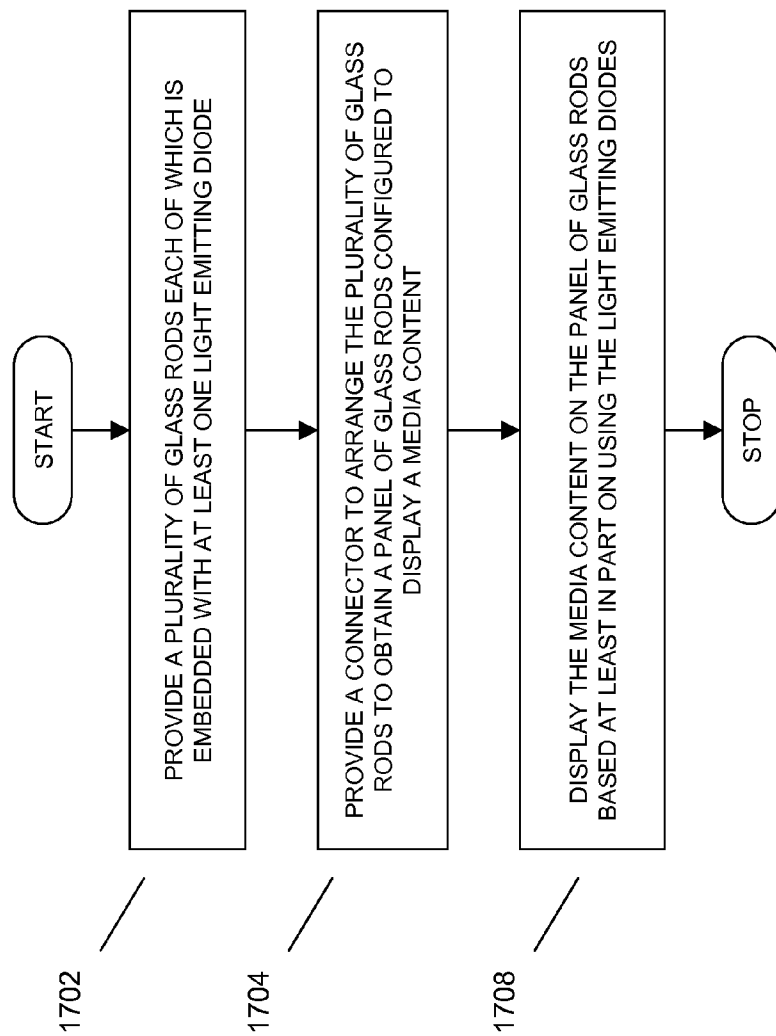 START
1702
PROVIDE A PLURALITY OF GLASS RODS EACH OF WHICH IS
EMBEDDED WITH AT LEAST ONE LIGHT EMITTING DIODE
1704
PROVIDE A CONNECTOR TO ARRANGE THE PLURALITY OF GLASS
RODS TO OBTAIN A PANEL OF GLASS RODS CONFIGURED TO
DISPLAY A MEDIA CONTENT
1708
DISPLAY THE MEDIA CONTENT ON THE PANEL OF GLASS RODS
BASED AT LEAST IN PART ON USING THE LIGHT EMITTING DIODES
STOP